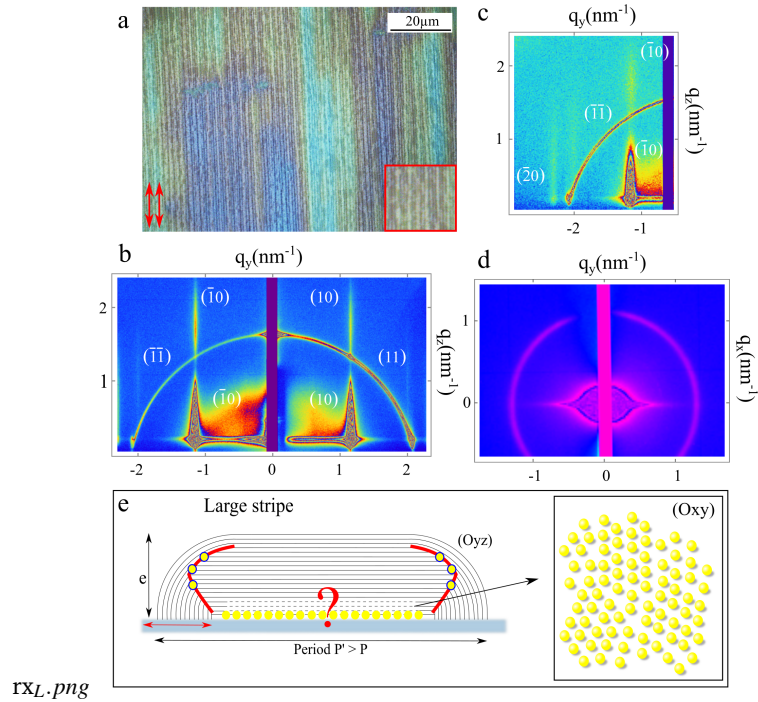 a
20µm
b
q_y(nm⁻¹)
(1̅0)
(10)
(1̅1̅)
(11)
(1̅0)
(10)
2
1
-2
-1
0
1
2
q_z(nm⁻¹)
c
q_y(nm⁻¹)
(1̅0)
(1̅1̅)
(1̅0)
(2̅0)
2
1
-2
-1
q_z(nm⁻¹)
d
q_y(nm⁻¹)
1
0
-1
0
1
q_x(nm⁻¹)
e
Large stripe
(Oyz)
e
?
Period P' > P
(Oxy)
rx_L.png